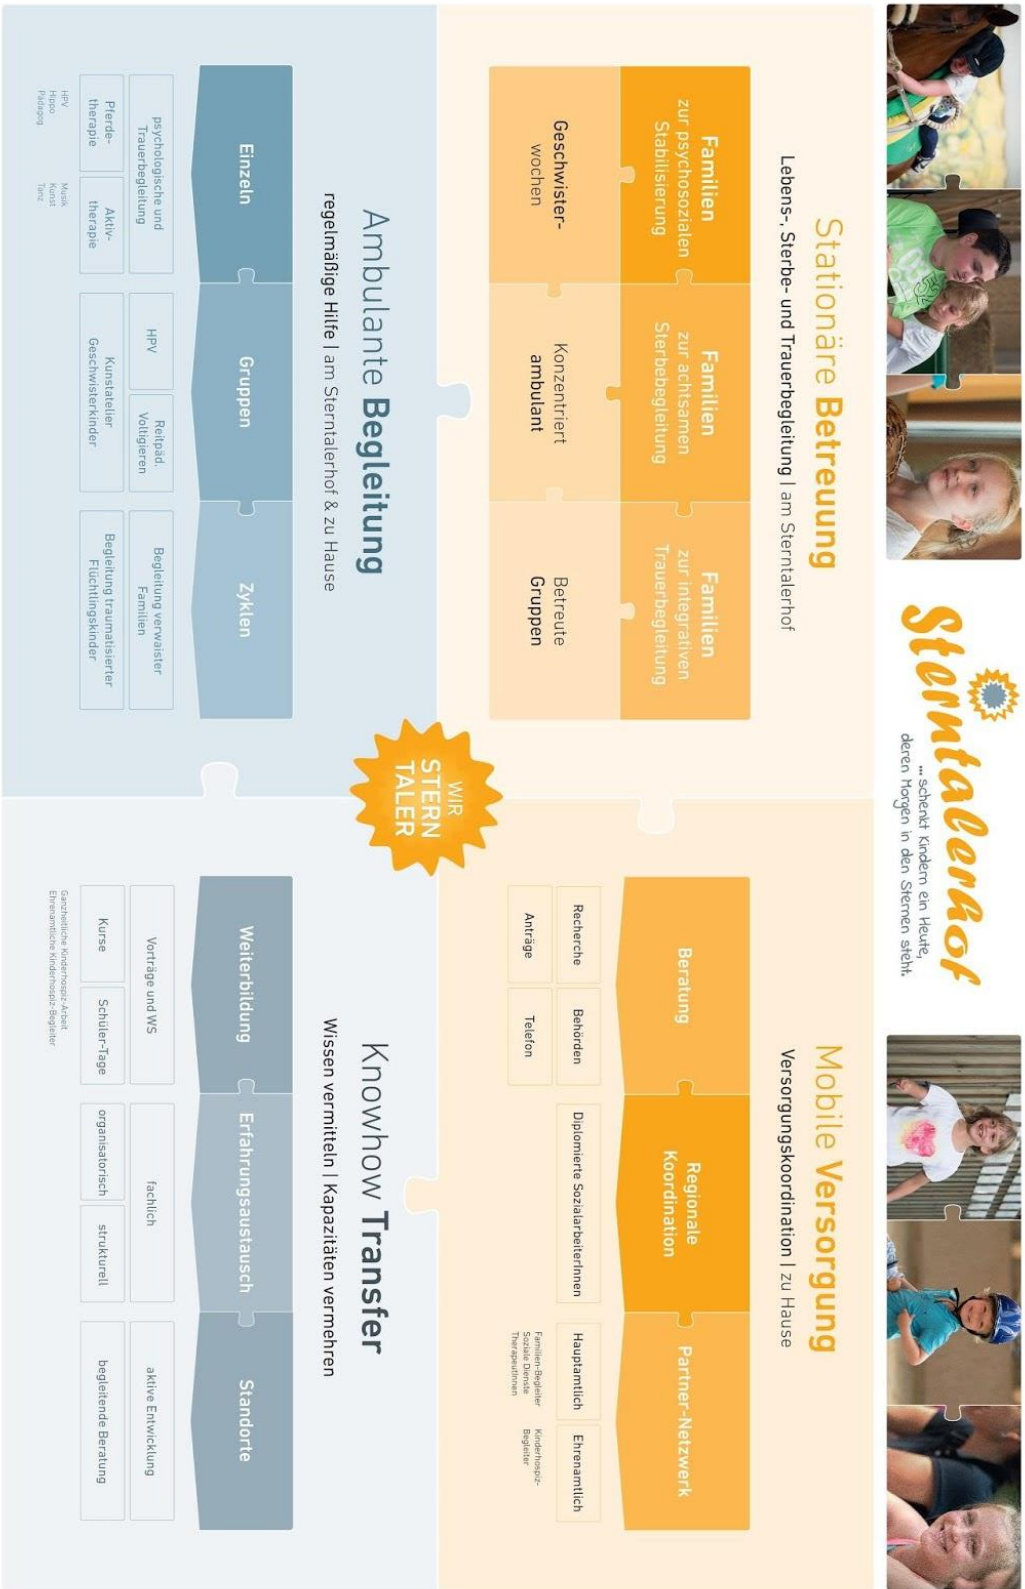 Sterntalerhof
... schenkt Kindern ein Heute,
deren Morgen in den Sternen steht.
Stationäre Betreuung
Lebens-, Sterbe- und Trauerbegleitung | am Sterntalerhof
Familien
zur psychosozialen
Stabilisierung
Familien
zur achtsamen
Sterbebegleitung
Familien
zur integrativen
Trauerbegleitung
Geschwister-
wochen
Konzentriert
ambulant
Betreute
Gruppen
Mobile Versorgung
Versorgungskoordination | zu Hause
Beratung
Regionale
Koordination
Partner-Netzwerk
Recherche
Behörden
Diplomierte SozialarbeiterInnen
Hauptamtlich
Ehrenamtlich
Anträge
Telefon
Familien-Begleiter
Soziale Dienste
TherapeutInnen
Kinderhospiz-
Begleiter
WIR
STERN
TALER
Ambulante Begleitung
regelmäßige Hilfe | am Sterntalerhof & zu Hause
Einzeln
Gruppen
Zyklen
psychologische und
Trauerbegleitung
HPV
Reitpäd.
Voltigieren
Begleitung verwaister
Familien
Pferde-
therapie
Aktiv-
therapie
Kunstatelier
Geschwisterkinder
Begleitung traumatisierter
Flüchtlingskinder
HPV
Hippo
Pädagog
Musik
Kunst
Tanz
Knowhow Transfer
Wissen vermitteln | Kapazitäten vermehren
Weiterbildung
Erfahrungsaustausch
Standorte
Vorträge und WS
fachlich
aktive Entwicklung
Kurse
Schüler-Tage
organisatorisch
strukturell
begleitende Beratung
Ganzheitliche Kinderhospiz-Arbeit
Ehrenamtliche Kinderhospiz-Begleiter